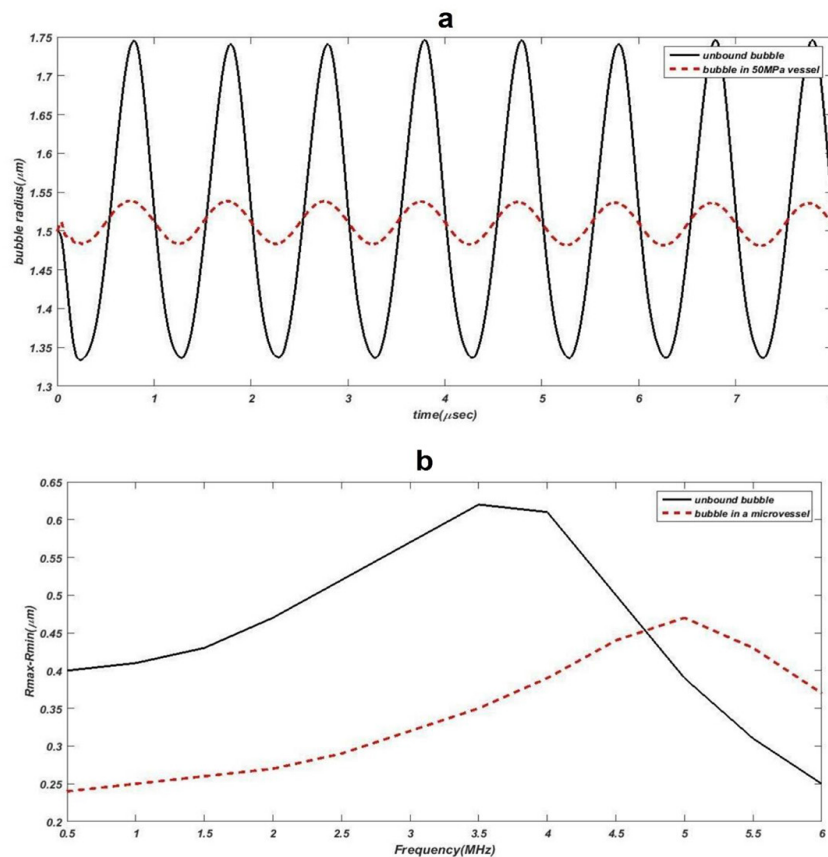 a
1.75
1.7
1.65
1.6
1.55
1.5
1.45
1.4
1.35
1.3
bubble radius(μm)
unbound bubble
bubble in 50MPa vessel
0 1 2 3 4 5 6 7
time(μsec)
b
0.65
0.6
0.55
0.5
0.45
0.4
0.35
0.3
0.25
0.2
Rmax-Rmin(μm)
unbound bubble
bubble in a microvessel
0.5 1 1.5 2 2.5 3 3.5 4 4.5 5 5.5 6
Frequency(MHz)